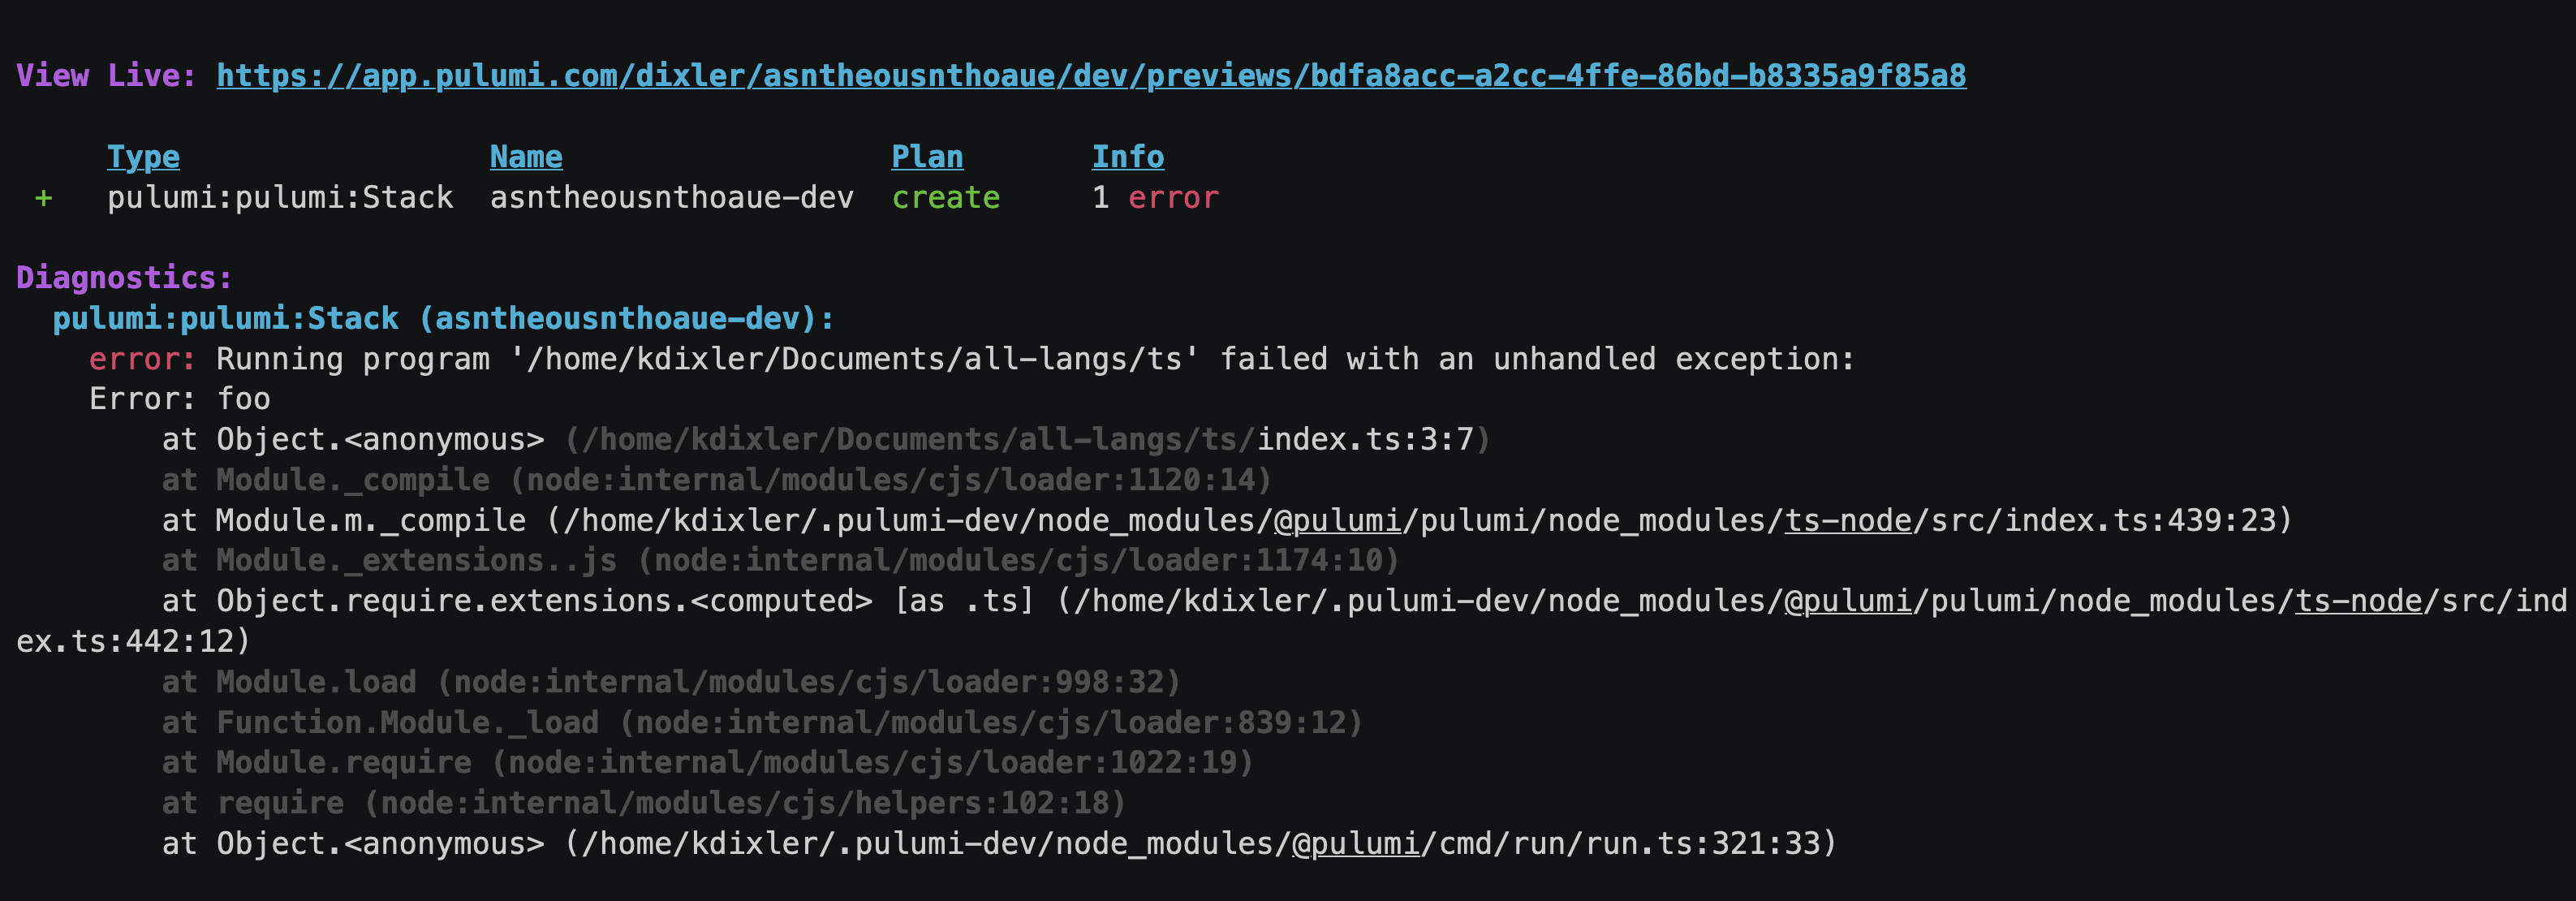 View Live: https://app.pulumi.com/dixler/asntheousnthoaue/dev/previews/bdfa8acc-a2cc-4ffe-86bd-b8335a9f85a8
Type Name Plan Info
+ pulumi:pulumi:Stack asntheousnthoaue-dev create 1 error
Diagnostics:
pulumi:pulumi:Stack (asntheousnthoaue-dev):
error: Running program '/home/kdixler/Documents/all-langs/ts' failed with an unhandled exception:
Error: foo
at Object.<anonymous> (/home/kdixler/Documents/all-langs/ts/index.ts:3:7)
at Module._compile (node:internal/modules/cjs/loader:1120:14)
at Module.m._compile (/home/kdixler/.pulumi-dev/node_modules/@pulumi/pulumi/node_modules/ts-node/src/index.ts:439:23)
at Module._extensions..js (node:internal/modules/cjs/loader:1174:10)
at Object.require.extensions.<computed> [as .ts] (/home/kdixler/.pulumi-dev/node_modules/@pulumi/pulumi/node_modules/ts-node/src/ind
ex.ts:442:12)
at Module.load (node:internal/modules/cjs/loader:998:32)
at Function.Module._load (node:internal/modules/cjs/loader:839:12)
at Module.require (node:internal/modules/cjs/loader:1022:19)
at require (node:internal/modules/cjs/helpers:102:18)
at Object.<anonymous> (/home/kdixler/.pulumi-dev/node_modules/@pulumi/cmd/run/run.ts:321:33)